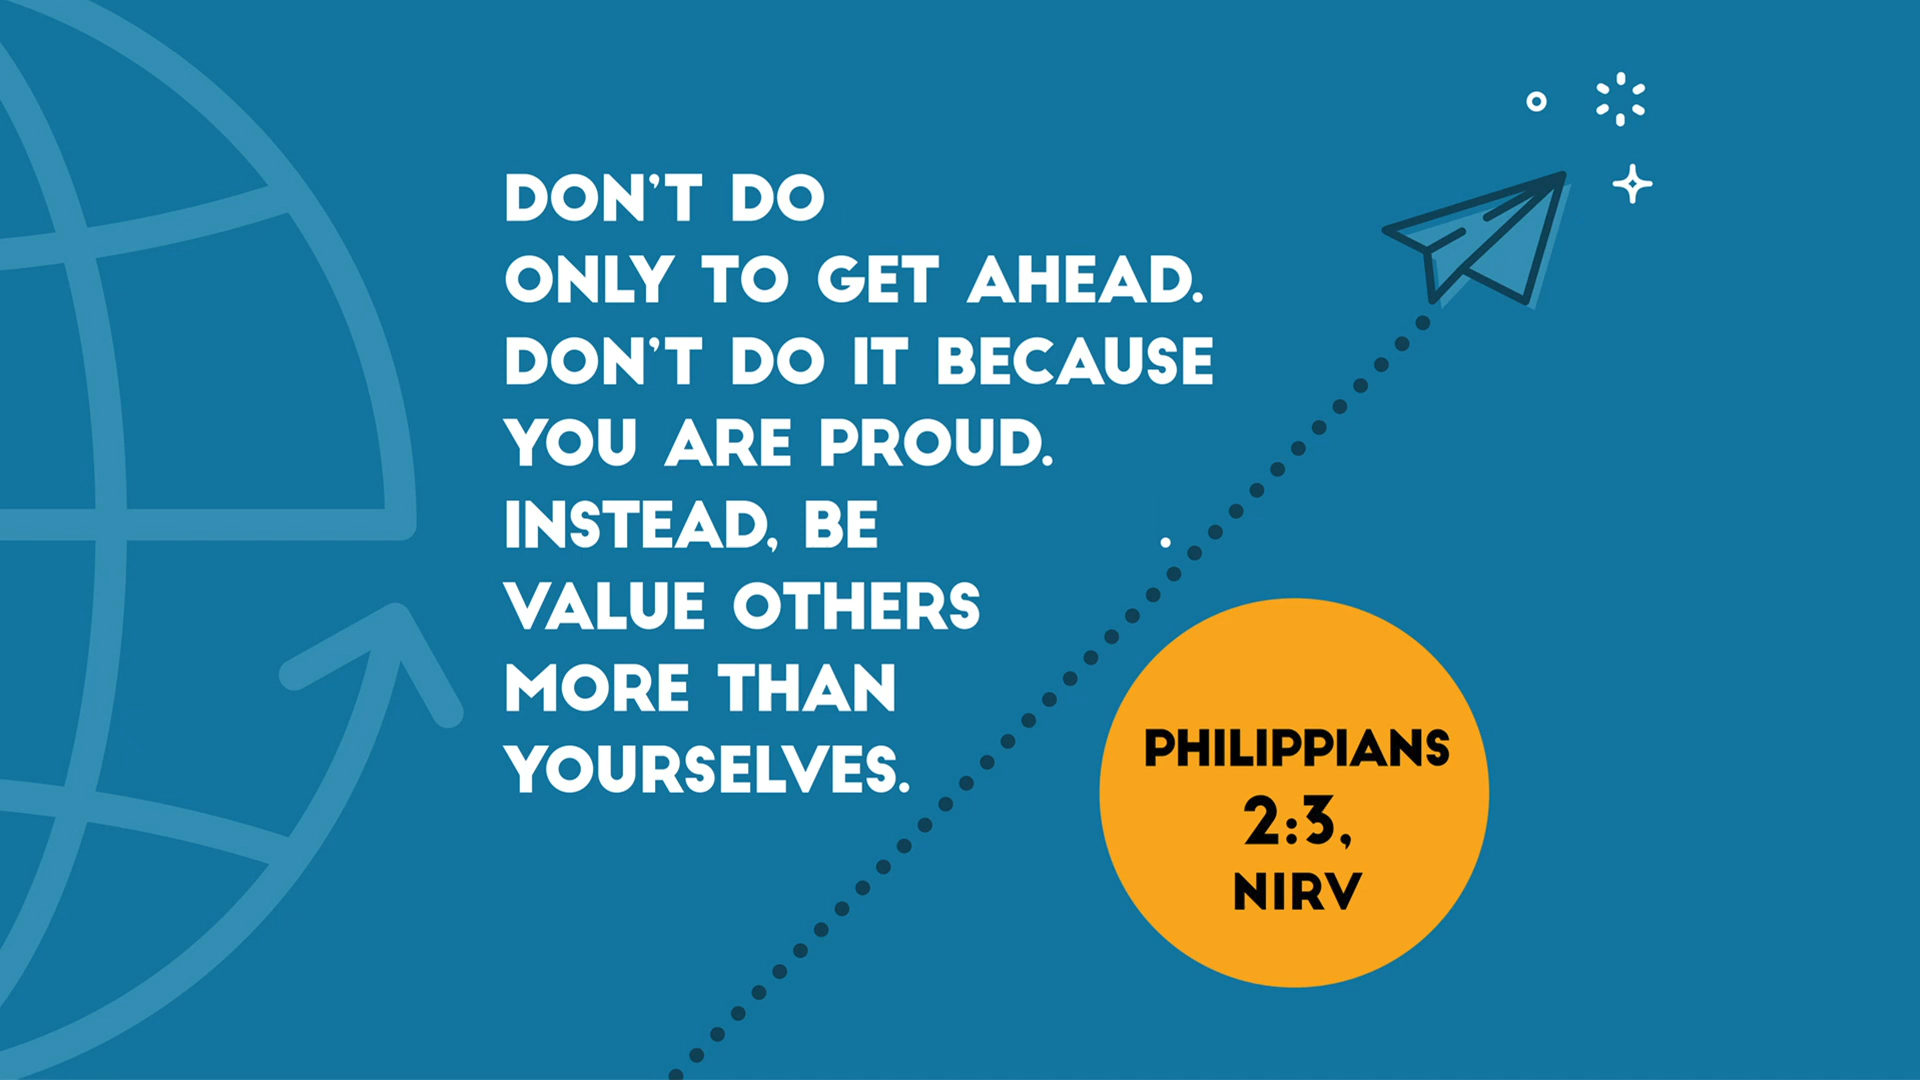 DON'T DO
ONLY TO GET AHEAD.
DON'T DO IT BECAUSE
YOU ARE PROUD.
INSTEAD, BE .
VALUE OTHERS
MORE THAN
YOURSELVES.
PHILIPPIANS
2:3,
NIRV